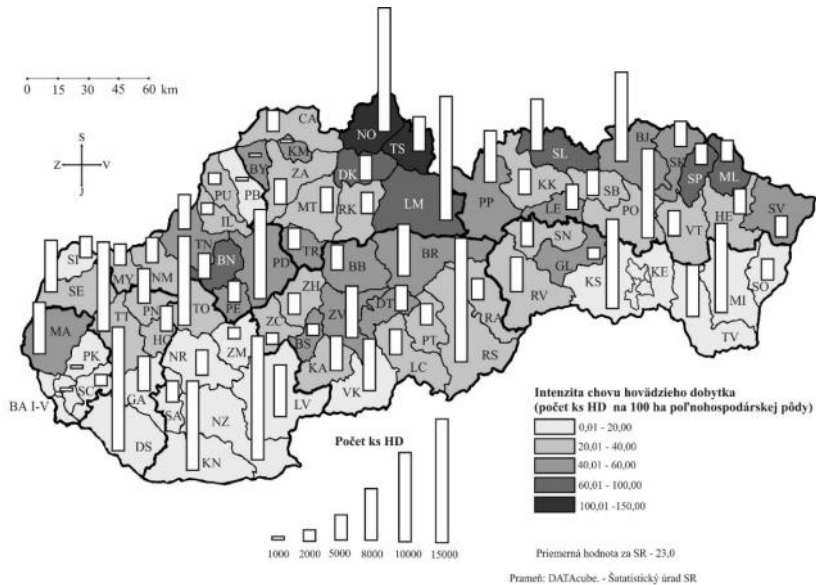 0 15 30 45 60 km
S
Z V
J
CA
NO
TS
KM
BY
ZA
DK
PU
PB
MT
RK
LM
IL
PP
KK
LE
SL
SB
BJ
PO
SK
SP
ML
HE
VT
SV
SI
SE
MY
NM
TN
BN
PD
TR
BB
BR
SN
GL
RV
KS
KE
MI
SO
TV
MA
TT
PN
HC
TO
PE
ZH
ZC
BS
ZV
DT
KA
PT
LC
RA
RS
PK
SC
BA I-V
GA
DS
SA
NR
ZM
NZ
KN
LV
VK
Počet ks HD
1000 2000 5000 8000 10000 15000
Intenzita chovu hovädzieho dobytka
(počet ks HD na 100 ha poľnohospodárskej pôdy)
0,01 - 20,00
20,01 - 40,00
40,01 - 60,00
60,01 - 100,00
100,01 -150,00
Priemerná hodnota za SR - 23,0
Prameň: DATAcube. - Šatatistický úrad SR